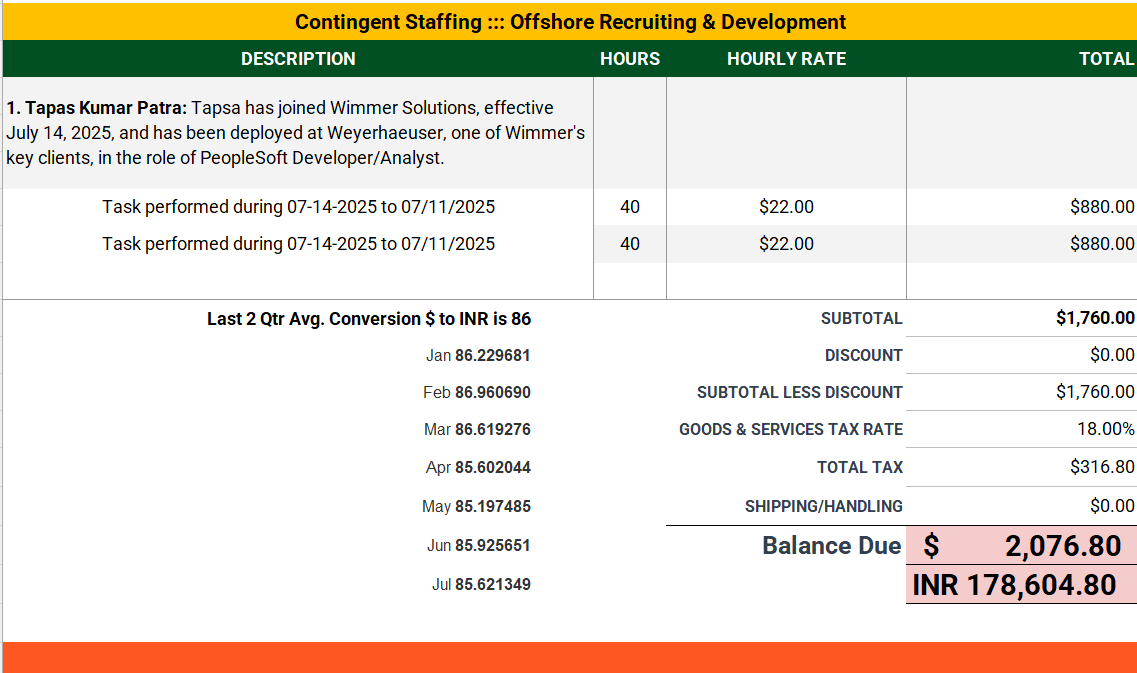 Contingent Staffing ::: Offshore Recruiting & Development
DESCRIPTION HOURS HOURLY RATE TOTAL
1. Tapas Kumar Patra: Tapsa has joined Wimmer Solutions, effective
July 14, 2025, and has been deployed at Weyerhaeuser, one of Wimmer's
key clients, in the role of PeopleSoft Developer/Analyst.
Task performed during 07-14-2025 to 07/11/2025 40 $22.00 $880.00
Task performed during 07-14-2025 to 07/11/2025 40 $22.00 $880.00
Last 2 Qtr Avg. Conversion $ to INR is 86 SUBTOTAL $1,760.00
Jan 86.229681 DISCOUNT $0.00
Feb 86.960690 SUBTOTAL LESS DISCOUNT $1,760.00
Mar 86.619276 GOODS & SERVICES TAX RATE 18.00%
Apr 85.602044 TOTAL TAX $316.80
May 85.197485 SHIPPING/HANDLING $0.00
Jun 85.925651 Balance Due $ 2,076.80
Jul 85.621349 INR 178,604.80